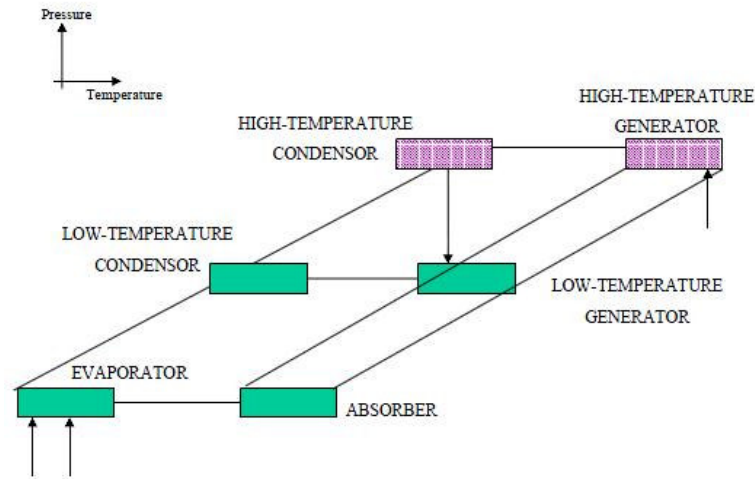 Pressure
Temperature
HIGH-TEMPERATURE
CONDENSOR
HIGH-TEMPERATURE
GENERATOR
LOW-TEMPERATURE
CONDENSOR
LOW-TEMPERATURE
GENERATOR
EVAPORATOR
ABSORBER